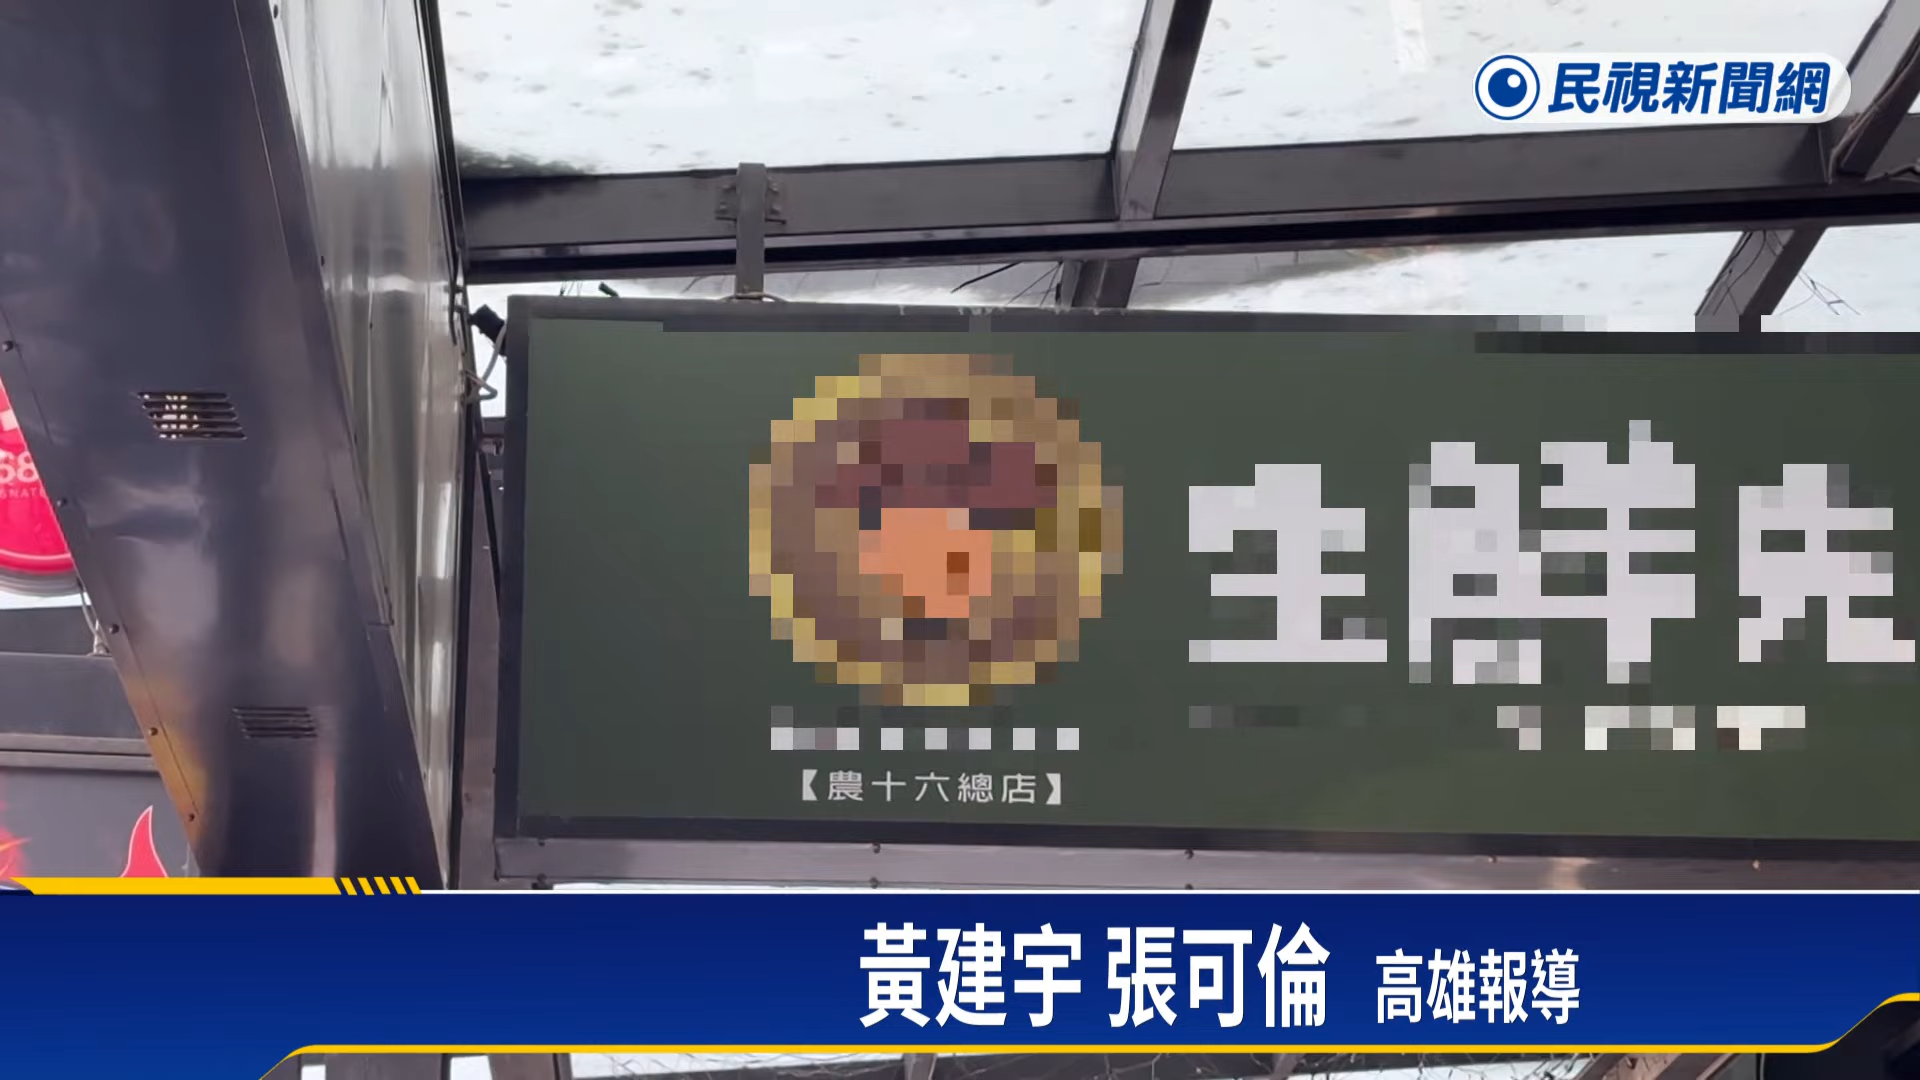 民視新聞網
68
生鮮
【農十六總店】
黃建宇 張可倫 高雄報導